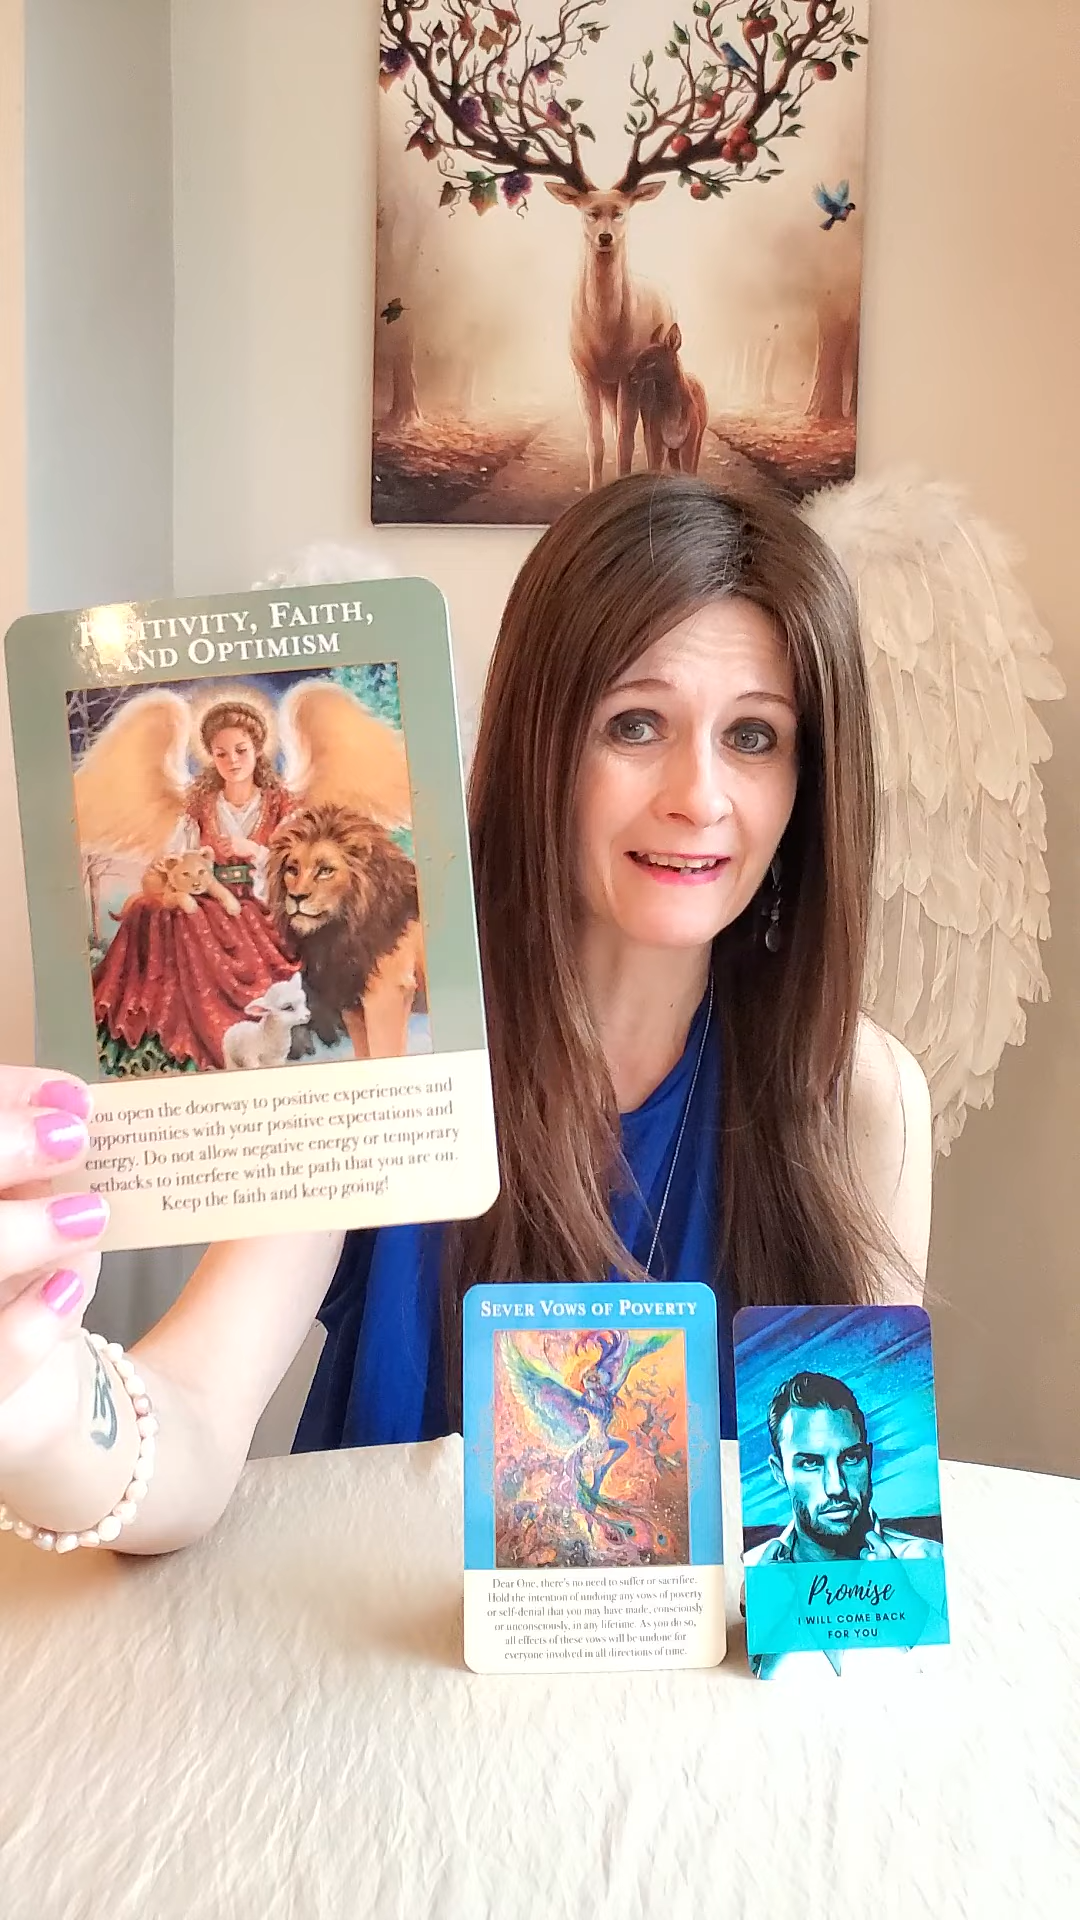 POSITIVITY, FAITH,
AND OPTIMISM
You open the doorway to positive experiences and
opportunities with your positive expectations and
energy. Do not allow negative energy or temporary
setbacks to interfere with the path that you are on.
Keep the faith and keep going!
SEVER VOWS OF POVERTY
Dear One, there's no need to suffer or sacrifice.
Hold the intention of undoing any vows of poverty
or self-denial that you may have made, consciously
or unconsciously, in any lifetime. As you do so,
all effects of these vows will be undone for
everyone involved in all directions of time.
Promise
I WILL COME BACK
FOR YOU